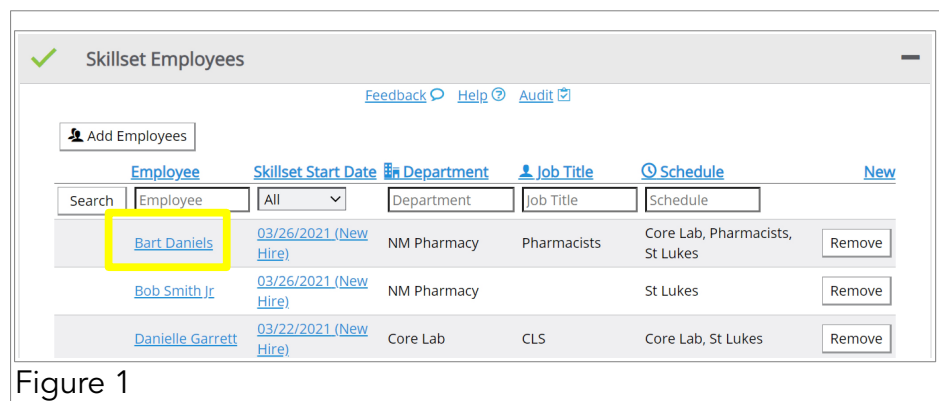 Skillset Employees
Feedback Help Audit
Add Employees
Employee Skillset Start Date Department Job Title Schedule New
Search Employee All Department Job Title Schedule
Bart Daniels 03/26/2021 (New Hire) NM Pharmacy Pharmacists Core Lab, Pharmacists, St Lukes Remove
Bob Smith Jr 03/26/2021 (New Hire) NM Pharmacy St Lukes Remove
Danielle Garrett 03/22/2021 (New Hire) Core Lab CLS Core Lab, St Lukes Remove
Figure 1